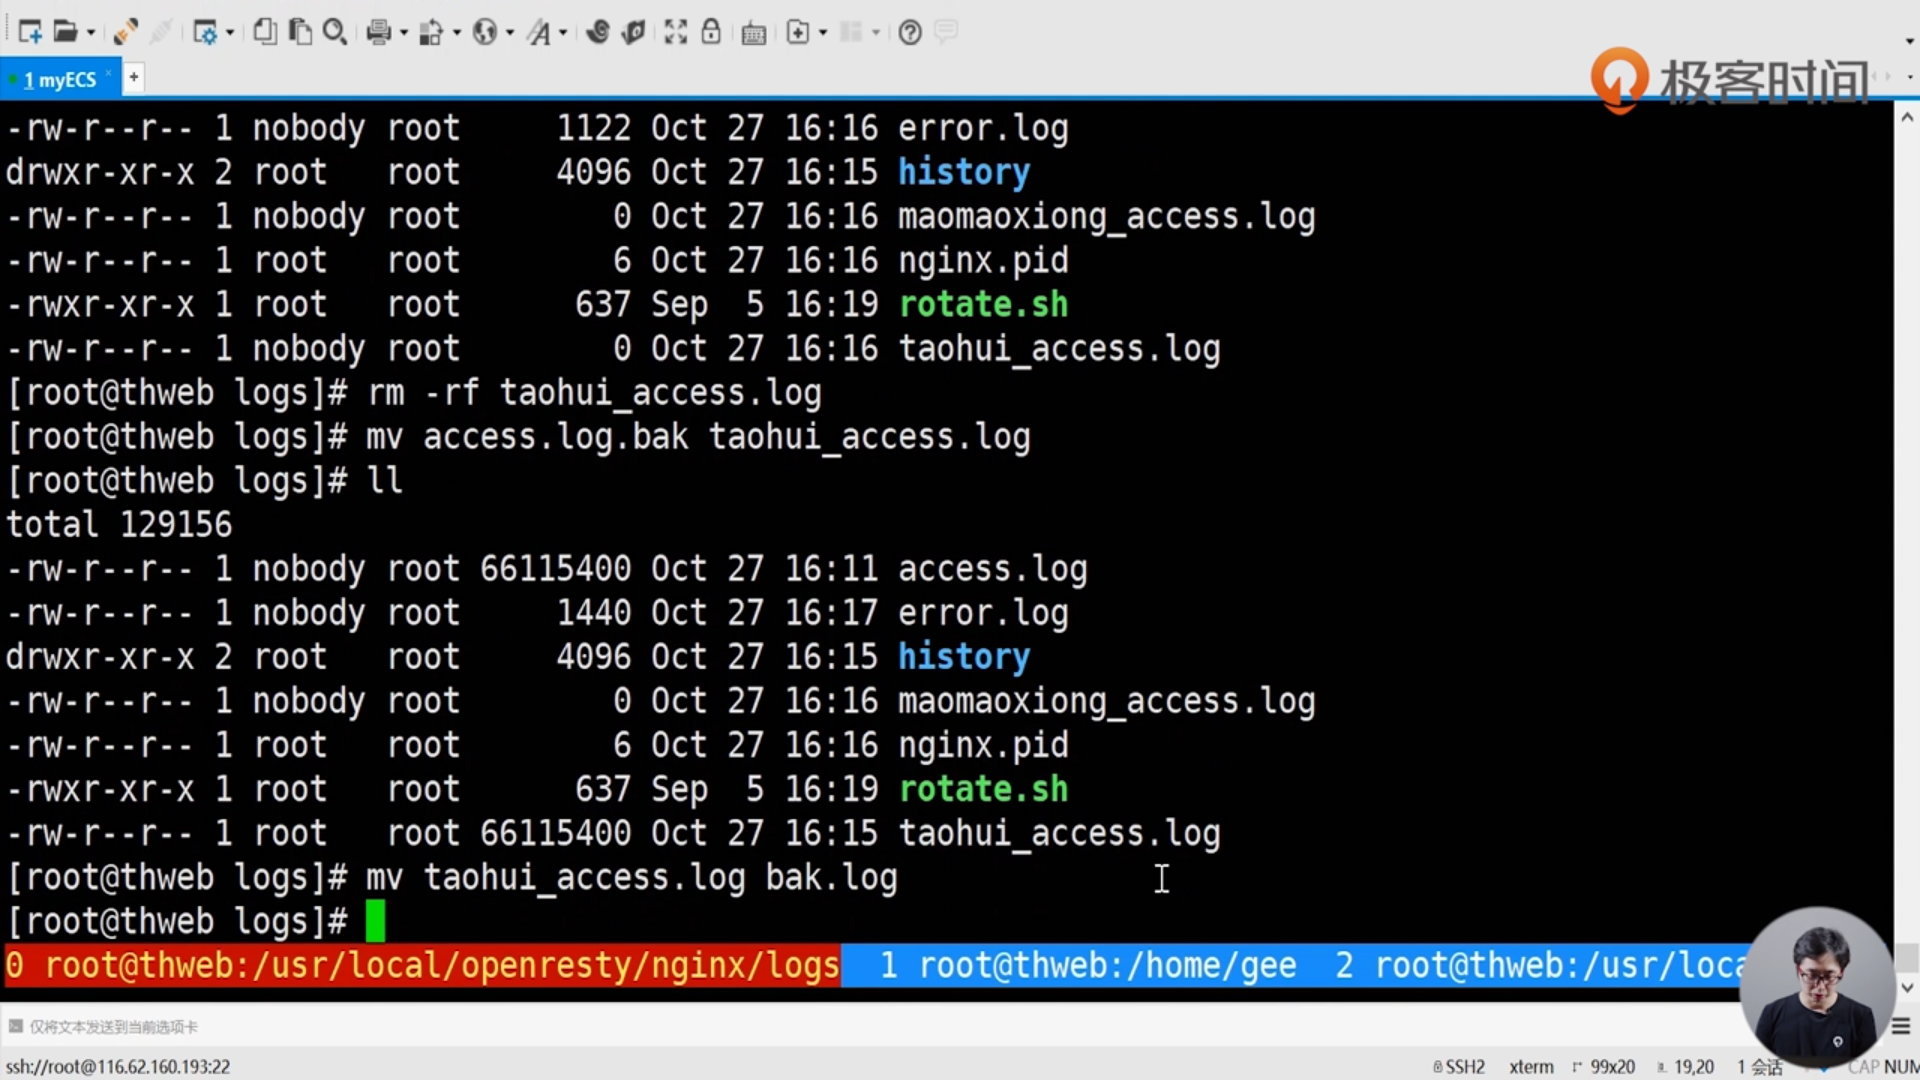 1 myECS
极客时间
-rw-r--r-- 1 nobody root     1122 Oct 27 16:16 error.log
drwxr-xr-x 2 root   root     4096 Oct 27 16:15 history
-rw-r--r-- 1 nobody root        0 Oct 27 16:16 maomaoxiong_access.log
-rw-r--r-- 1 root   root        6 Oct 27 16:16 nginx.pid
-rwxr-xr-x 1 root   root      637 Sep  5 16:19 rotate.sh
-rw-r--r-- 1 nobody root        0 Oct 27 16:16 taohui_access.log
[root@thweb logs]# rm -rf taohui_access.log
[root@thweb logs]# mv access.log.bak taohui_access.log
[root@thweb logs]# ll
total 129156
-rw-r--r-- 1 nobody root 66115400 Oct 27 16:11 access.log
-rw-r--r-- 1 nobody root     1440 Oct 27 16:17 error.log
drwxr-xr-x 2 root   root     4096 Oct 27 16:15 history
-rw-r--r-- 1 nobody root        0 Oct 27 16:16 maomaoxiong_access.log
-rw-r--r-- 1 root   root        6 Oct 27 16:16 nginx.pid
-rwxr-xr-x 1 root   root      637 Sep  5 16:19 rotate.sh
-rw-r--r-- 1 root   root 66115400 Oct 27 16:15 taohui_access.log
[root@thweb logs]# mv taohui_access.log bak.log
[root@thweb logs]#
0 root@thweb:/usr/local/openresty/nginx/logs  1 root@thweb:/home/gee  2 root@thweb:/usr/loca
仅将文本发送到当前选项卡
ssh://root@116.62.160.193:22 SSH2 xterm 99x20 19,20 1 会话 CAP NUM